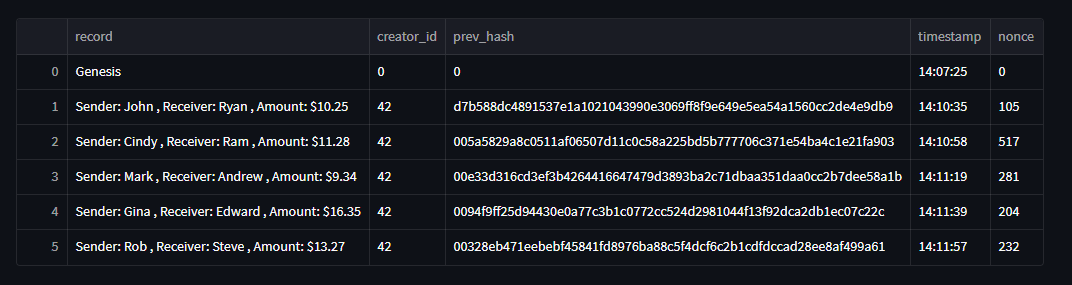 record creator_id prev_hash timestamp nonce
0 Genesis 0 0 14:07:25 0
1 Sender: John , Receiver: Ryan , Amount: $10.25 42 d7b588dc4891537e1a1021043990e3069ff8f9e649e5ea54a1560cc2de4e9db9 14:10:35 105
2 Sender: Cindy , Receiver: Ram , Amount: $11.28 42 005a5829a8c0511af06507d11c0c58a225bd5b777706c371e54ba4c1e21fa903 14:10:58 517
3 Sender: Mark , Receiver: Andrew , Amount: $9.34 42 00e33d316cd3ef3b4264416647479d3893ba2c71dbaa351daa0cc2b7dee58a1b 14:11:19 281
4 Sender: Gina , Receiver: Edward , Amount: $16.35 42 0094f9ff25d94430e0a77c3b1c0772cc524d2981044f13f92dca2db1ec07c22c 14:11:39 204
5 Sender: Rob , Receiver: Steve , Amount: $13.27 42 00328eb471eebebf45841fd8976ba88c5f4dcf6c2b1cdfdccad28ee8af499a61 14:11:57 232